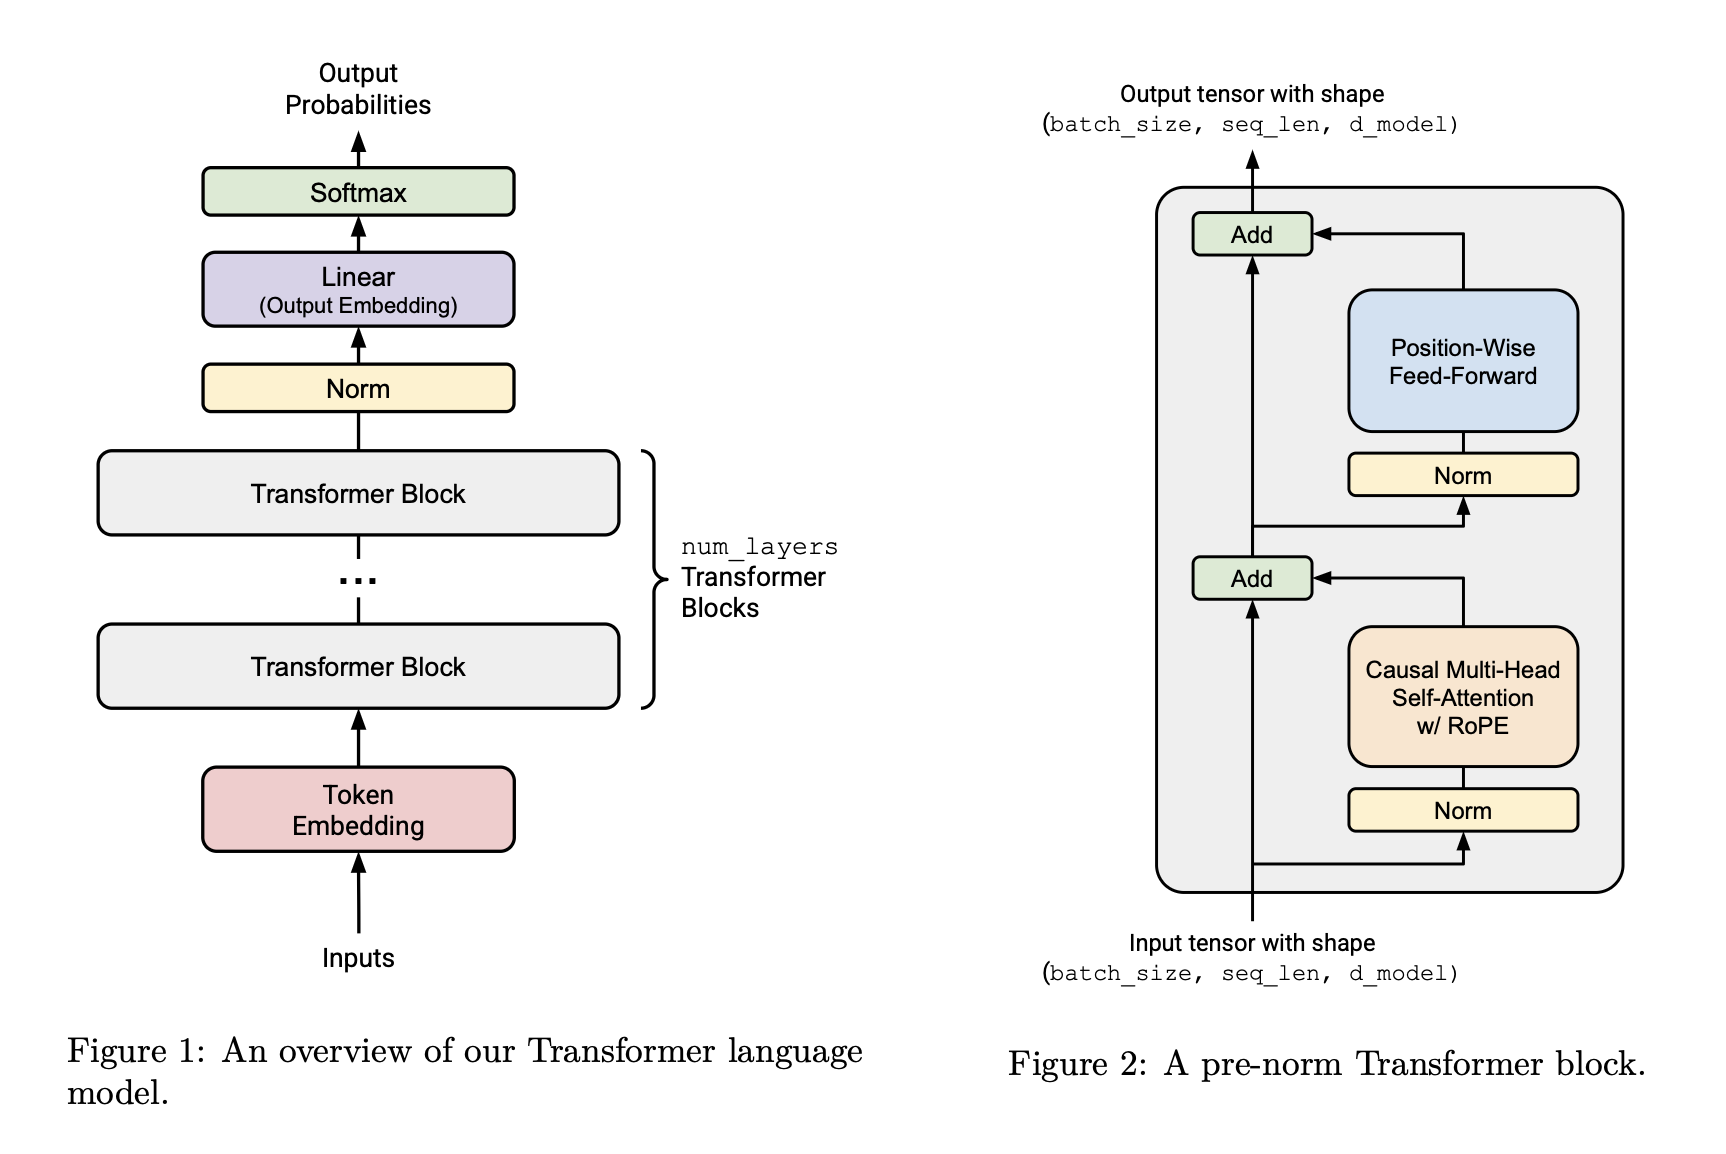 Output
Probabilities
Softmax
Linear
(Output Embedding)
Norm
Transformer Block
...
Transformer Block
num_layers
Transformer
Blocks
Token
Embedding
Inputs
Figure 1: An overview of our Transformer language
model.
Output tensor with shape
(batch_size, seq_len, d_model)
Add
Position-Wise
Feed-Forward
Norm
Add
Causal Multi-Head
Self-Attention
w/ RoPE
Norm
Input tensor with shape
(batch_size, seq_len, d_model)
Figure 2: A pre-norm Transformer block.